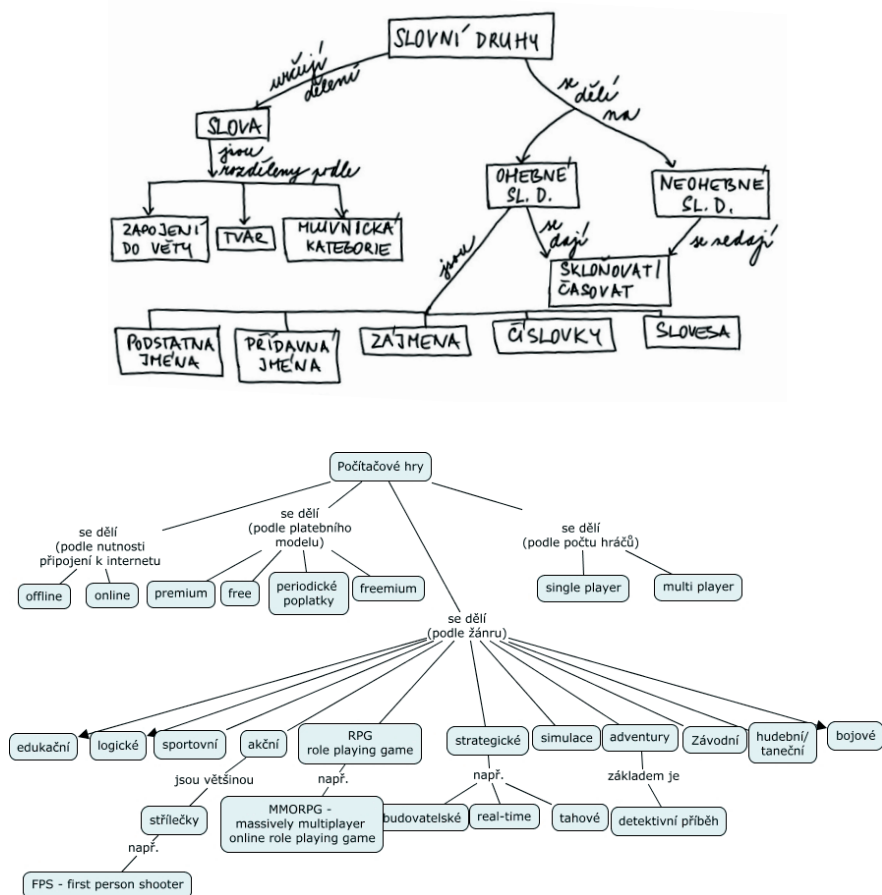 SLOVNÍ DRUHY
určují
dělení
se
dělí
na
SLOVA
jsou
rozděleny podle
OHEBNÉ
SL. D.
NEOHEBNÉ
SL. D.
ZAPOJENÍ
DO VĚTY
TVAR
MLUVNICKÁ
KATEGORIE
jsou
se
dají
se nedají
SKLOŇOVAT/
ČASOVAT
PODSTATNÁ
JMÉNA
PŘÍDAVNÁ
JMÉNA
ZÁJMENA
ČÍSLOVKY
SLOVESA
Počítačové hry
se dělí
(podle nutnosti
připojení k internetu
se dělí
(podle platebního
modelu)
se dělí
(podle počtu hráčů)
offline
online
premium
free
periodické
poplatky
freemium
single player
multi player
se dělí
(podle žánru)
edukační
logické
sportovní
akční
RPG
role playing game
strategické
simulace
adventury
Závodní
hudební/
taneční
bojové
jsou většinou
např.
např.
základem je
střílečky
MMORPG -
massively multiplayer
online role playing game
budovatelské
real-time
tahové
detektivní příběh
např.
FPS - first person shooter